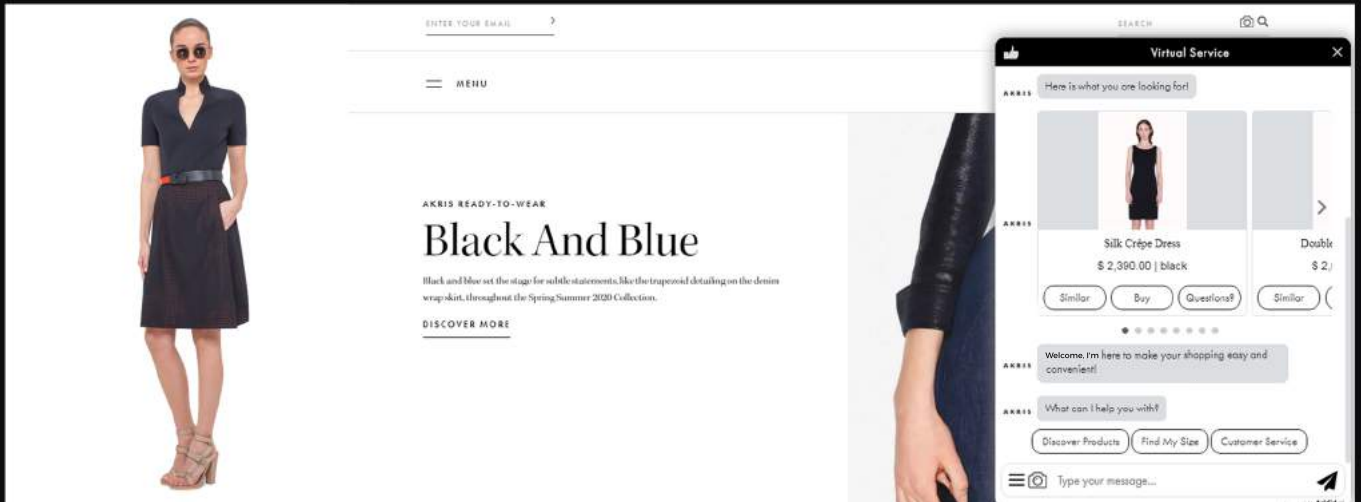 ENTER YOUR EMAIL
SEARCH
MENU
AKRIS READY-TO-WEAR
Black And Blue
Black and blue set the stage for subtle statements, like the trapezoid detailing on the denim
wrap skirt, throughout the Spring/Summer 2020 Collection.
DISCOVER MORE
Virtual Service
AKRIS
Here is what you are looking for!
AKRIS
Silk Crêpe Dress
$ 2,390.00 | black
Similar
Buy
Questions?
Double
$ 2,
Similar
AKRIS
Welcome, I'm here to make your shopping easy and
convenient!
AKRIS
What can I help you with?
Discover Products
Find My Size
Customer Service
Type your message...